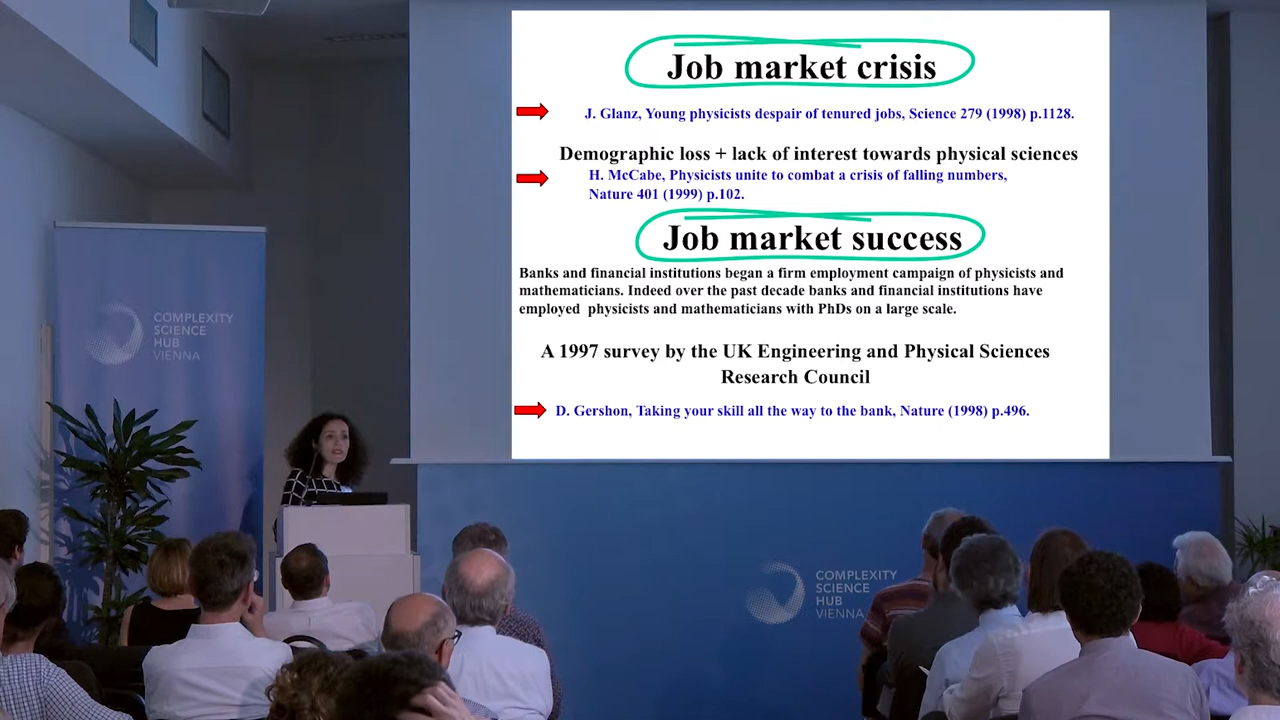 Job market crisis
J. Glanz, Young physicists despair of tenured jobs, Science 279 (1998) p.1128.
Demographic loss + lack of interest towards physical sciences
H. McCabe, Physicists unite to combat a crisis of falling numbers,
Nature 401 (1999) p.102.
Job market success
Banks and financial institutions began a firm employment campaign of physicists and
mathematicians. Indeed over the past decade banks and financial institutions have
employed physicists and mathematicians with PhDs on a large scale.
A 1997 survey by the UK Engineering and Physical Sciences
Research Council
D. Gershon, Taking your skill all the way to the bank, Nature (1998) p.496.
COMPLEXITY
SCIENCE
HUB
VIENNA
COMPLEXITY
SCIENCE
HUB
VIENNA